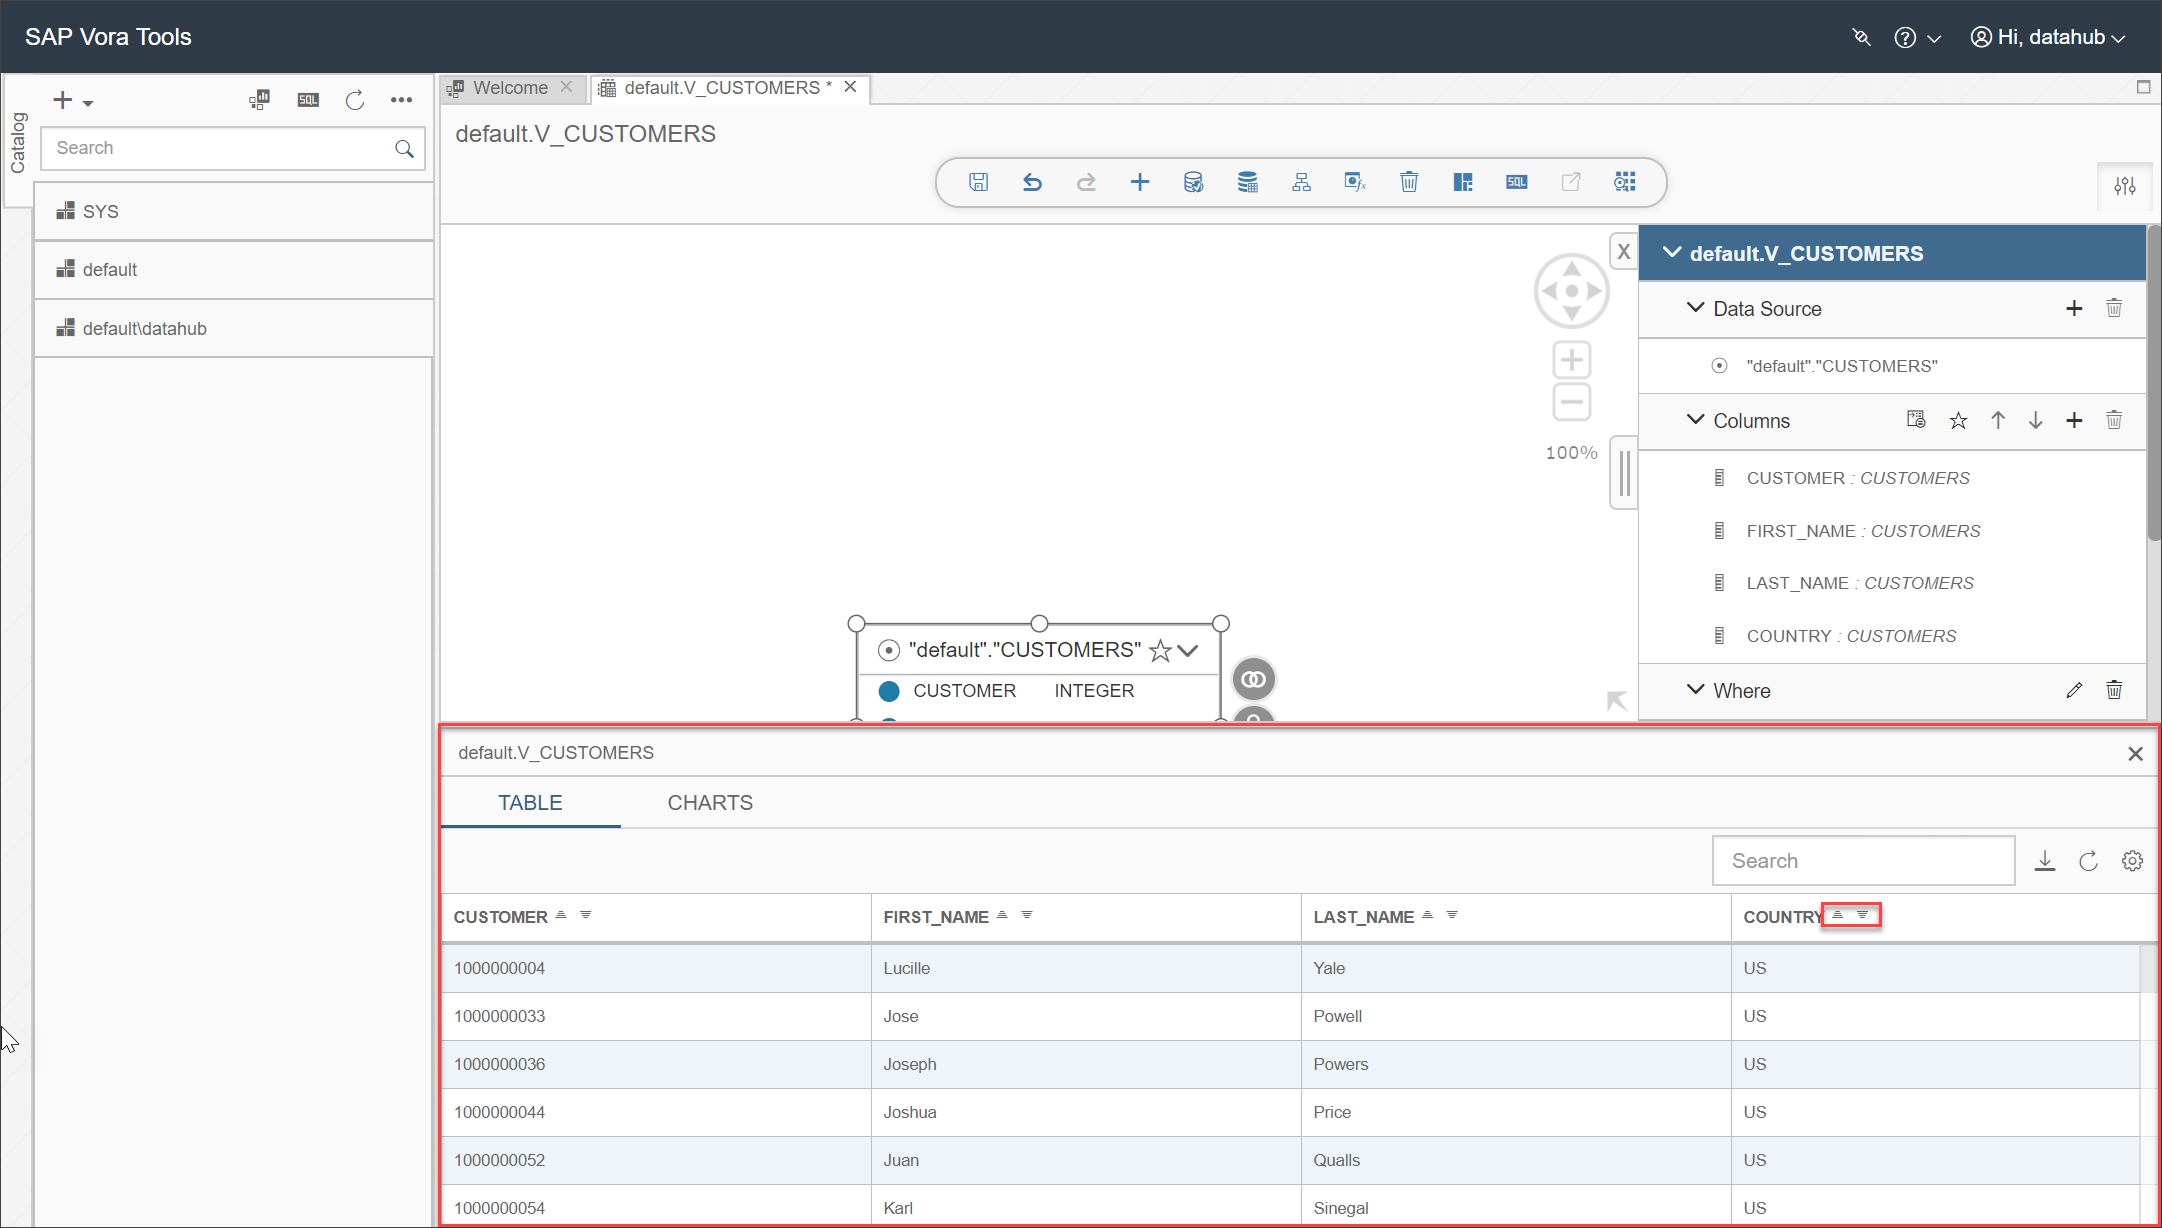 SAP Vora Tools
Hi, datahub
Catalog
SQL
Search
SYS
default
default\datahub
Welcome
default.V_CUSTOMERS *
default.V_CUSTOMERS
SQL
X
100%
"default"."CUSTOMERS"
CUSTOMER INTEGER
default.V_CUSTOMERS
Data Source
"default"."CUSTOMERS"
Columns
CUSTOMER : CUSTOMERS
FIRST_NAME : CUSTOMERS
LAST_NAME : CUSTOMERS
COUNTRY : CUSTOMERS
Where
default.V_CUSTOMERS
TABLE CHARTS
Search
CUSTOMER FIRST_NAME LAST_NAME COUNTRY
1000000004 Lucille Yale US
1000000033 Jose Powell US
1000000036 Joseph Powers US
1000000044 Joshua Price US
1000000052 Juan Qualls US
1000000054 Karl Sinegal US